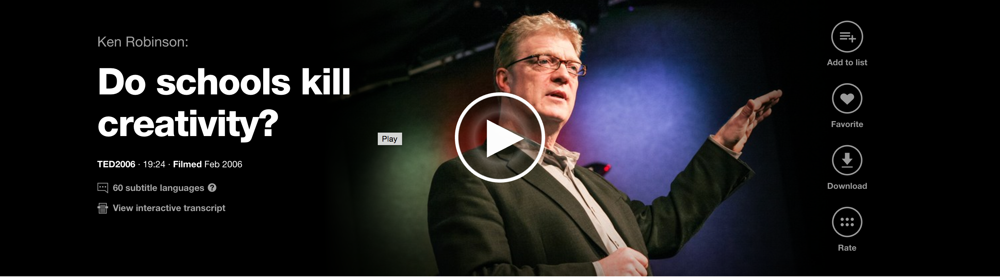 Ken Robinson:
Do schools kill
creativity?
TED2006 · 19:24 · Filmed Feb 2006
60 subtitle languages ?
View interactive transcript
Play
Add to list
Favorite
Download
Rate